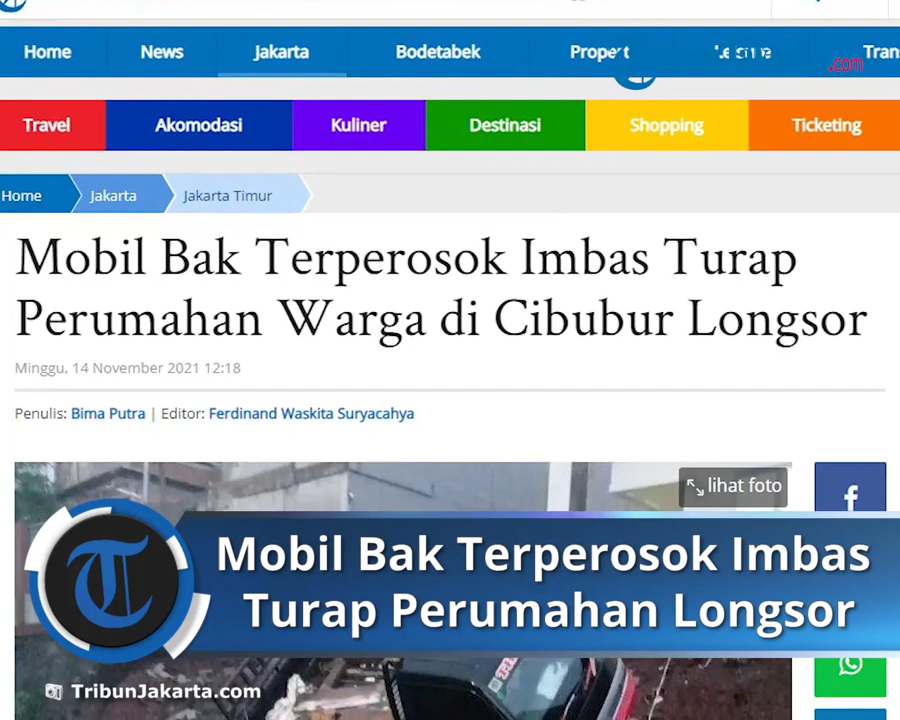 Home News Jakarta Bodetabek
.com
Travel Akomodasi Kuliner Destinasi Shopping Ticketing
Home Jakarta Jakarta Timur
Mobil Bak Terperosok Imbas Turap
Perumahan Warga di Cibubur Longsor
Minggu, 14 November 2021 12:18
Penulis: Bima Putra | Editor: Ferdinand Waskita Suryacahya
lihat foto
f
T
Mobil Bak Terperosok Imbas
Turap Perumahan Longsor
TribunJakarta.com